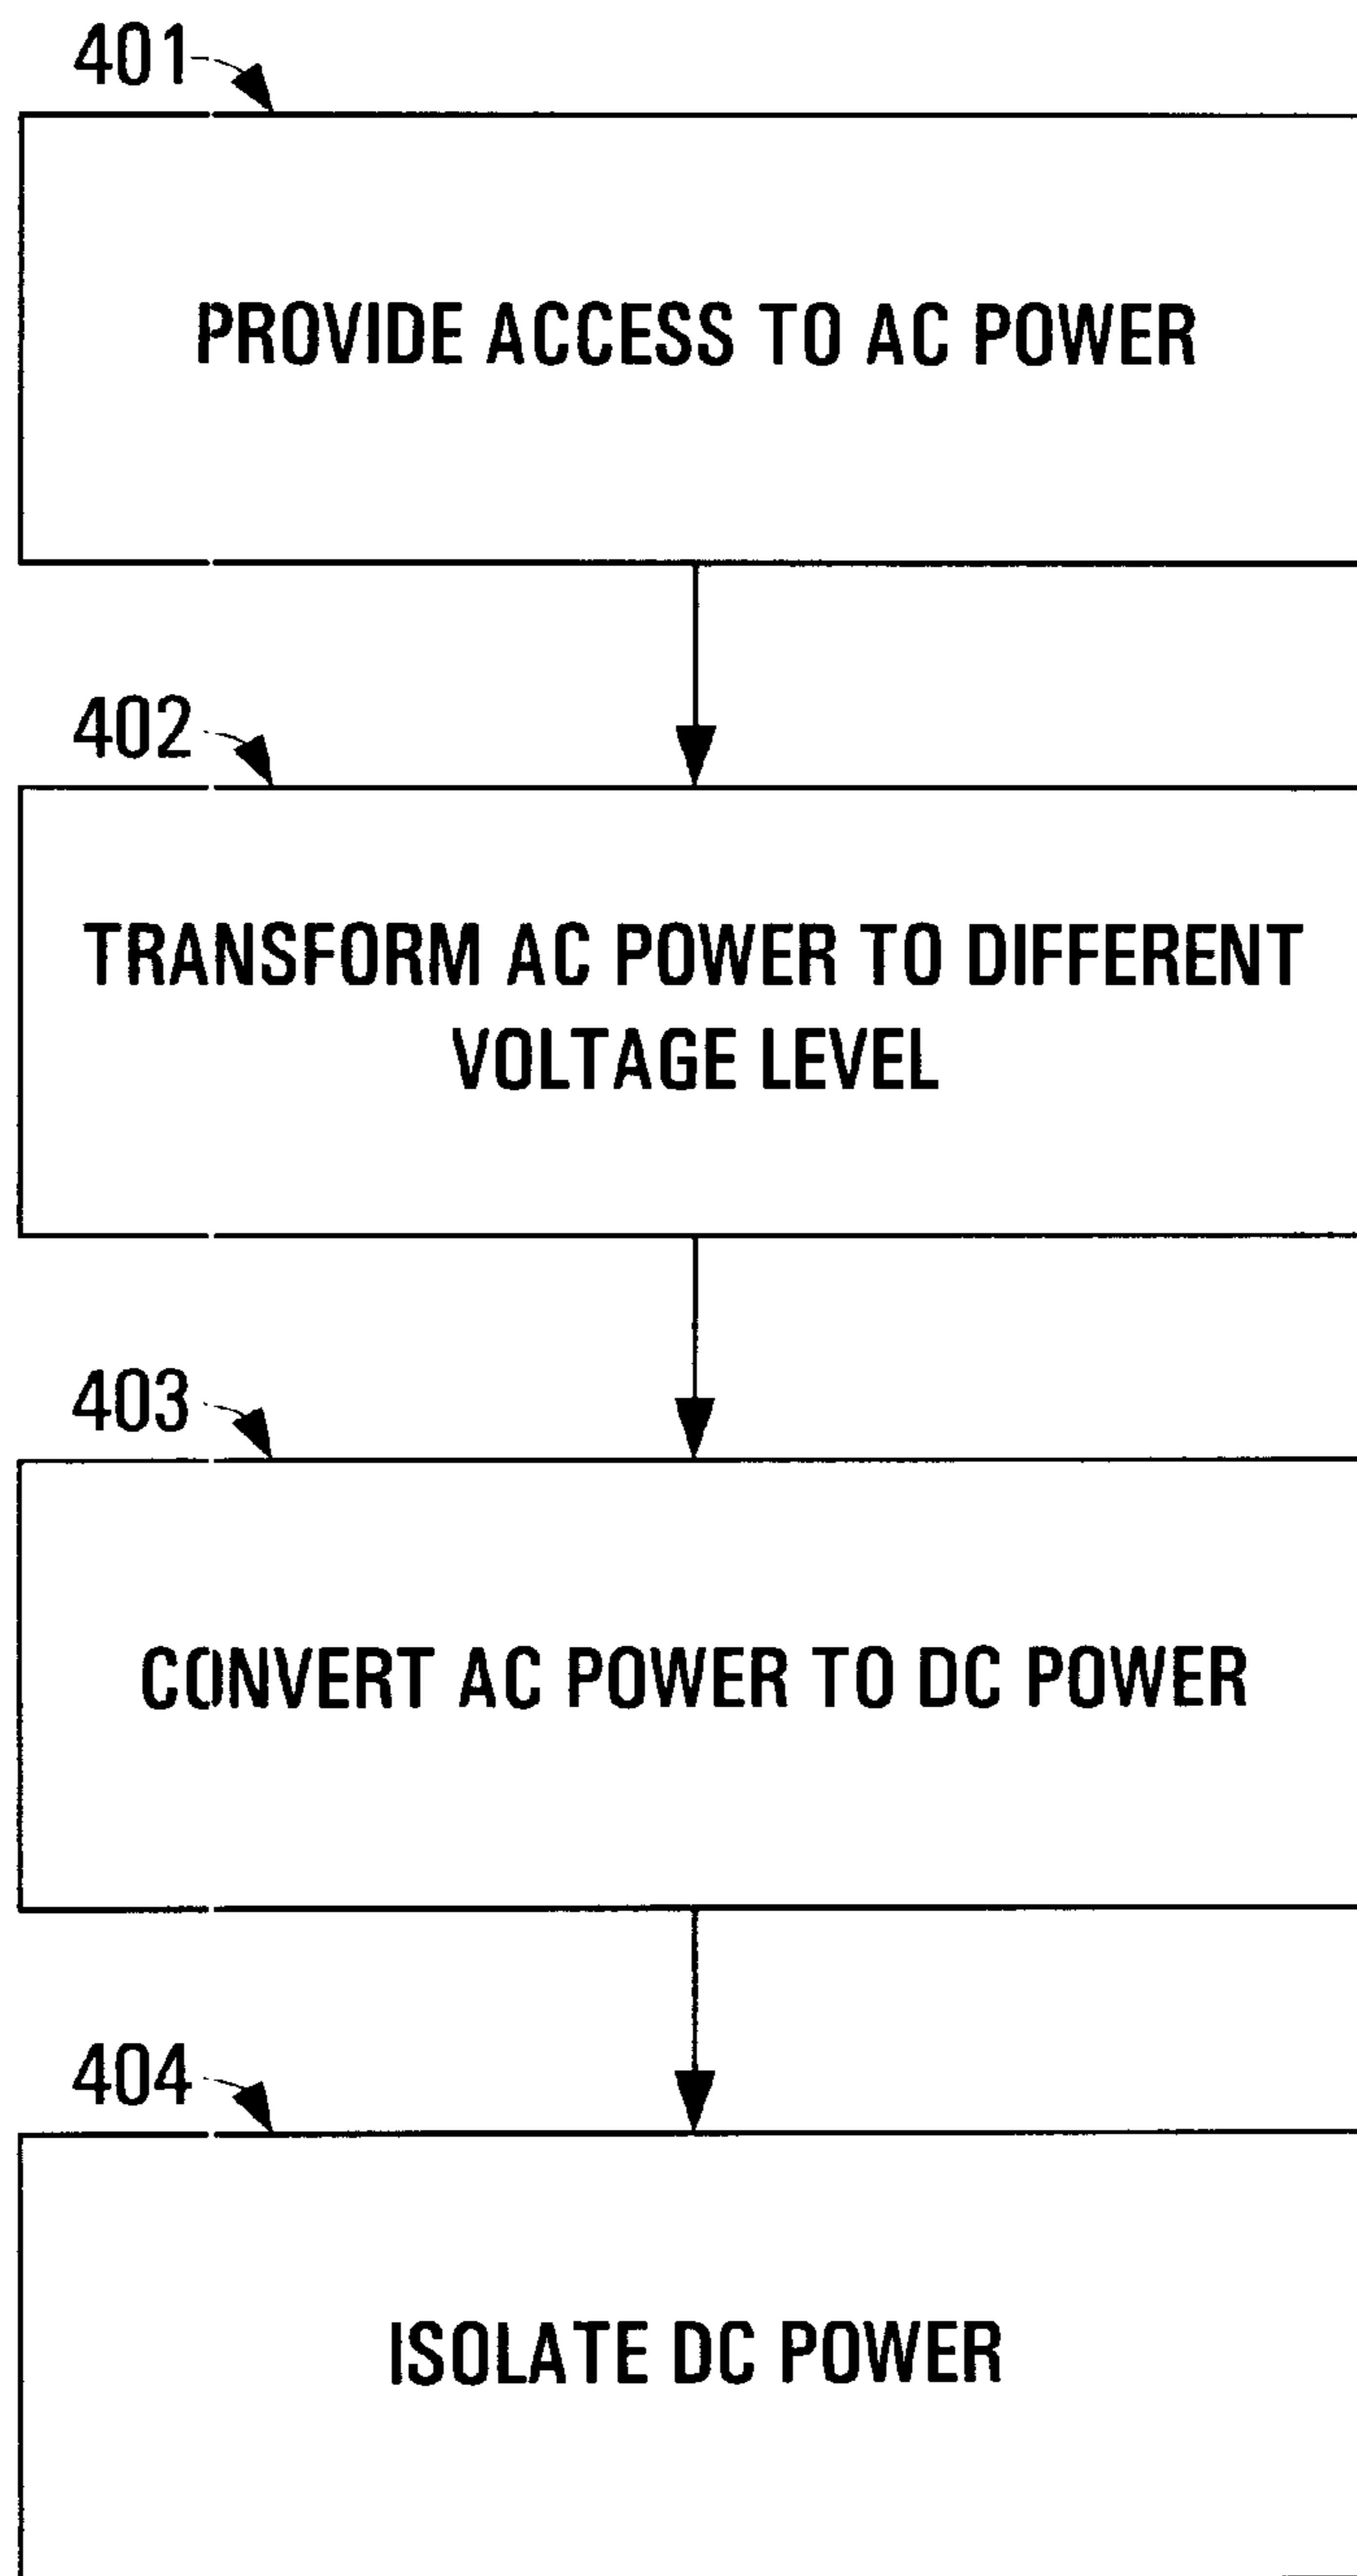 401
PROVIDE ACCESS TO AC POWER
402
TRANSFORM AC POWER TO DIFFERENT
VOLTAGE LEVEL
403
CONVERT AC POWER TO DC POWER
404
ISOLATE DC POWER